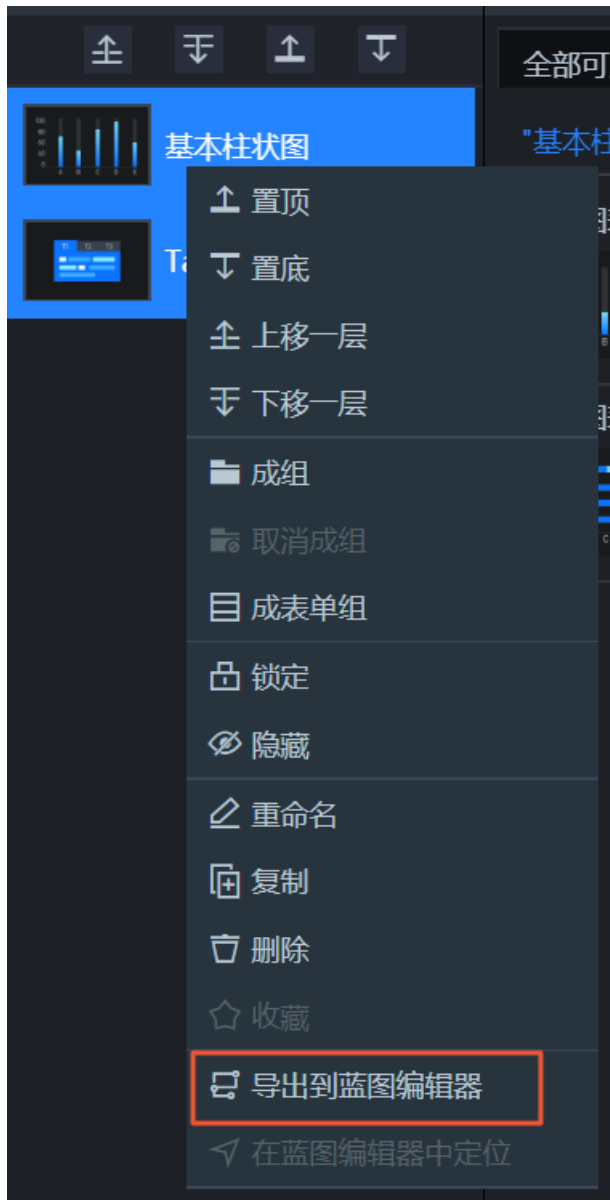 全部可
基本柱状图
"基本柱
置顶
置底
上移一层
下移一层
成组
取消成组
成表单组
锁定
隐藏
重命名
复制
删除
收藏
导出到蓝图编辑器
在蓝图编辑器中定位